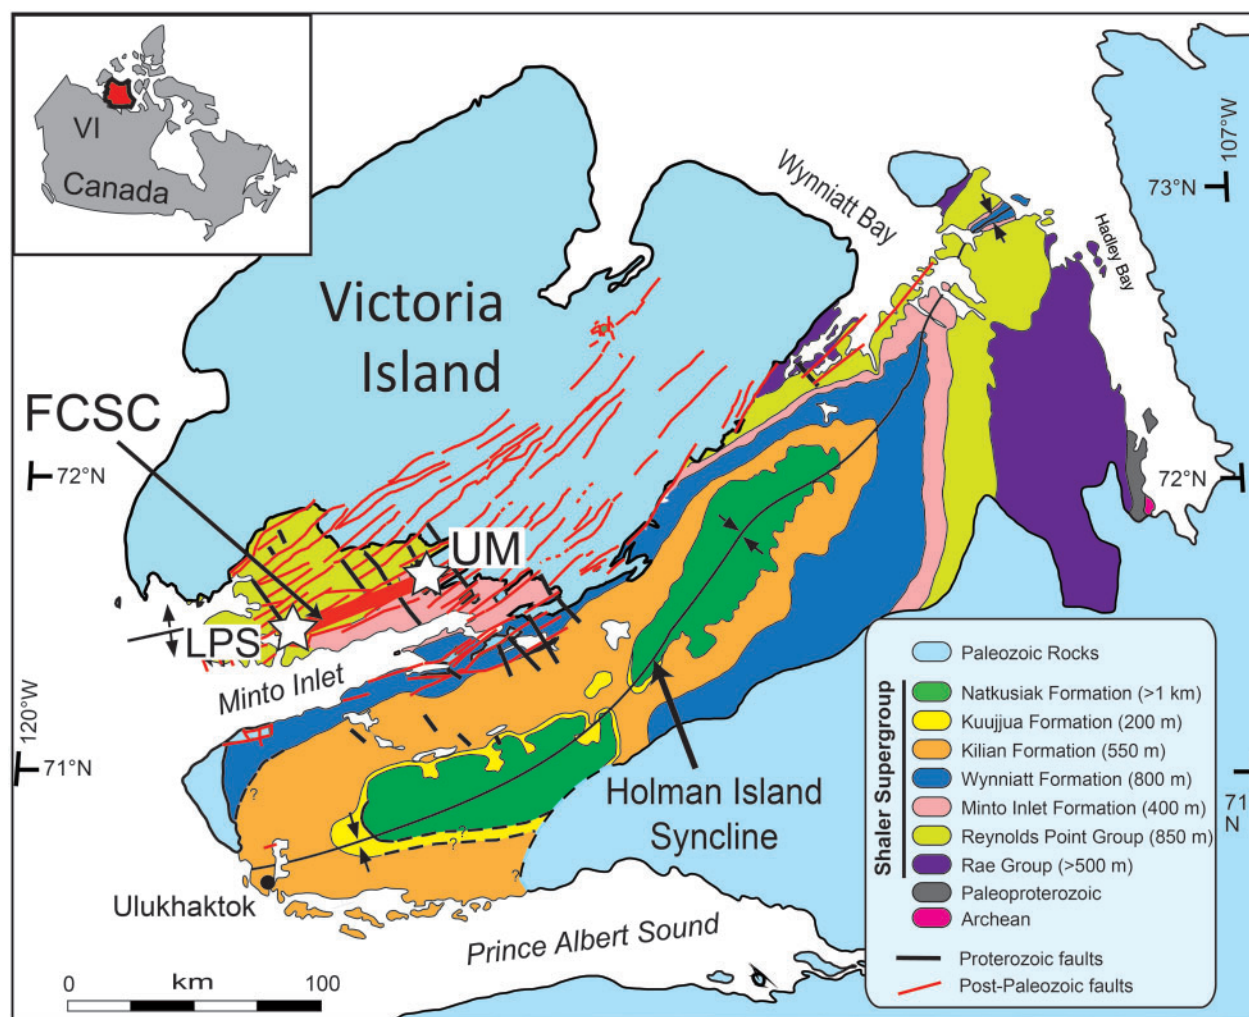 VI
Canada
Victoria
Island
Wynniatt Bay
107°W
73°N
Hadley Bay
FCSC
72°N
72°N
UM
LPS
Minto Inlet
120°W
71°N
71°
N
?
?
?
?
Holman Island
Syncline
Ulukhaktok
Prince Albert Sound
km
0
100
Paleozoic Rocks
Shaler Supergroup
Natkusiak Formation (>1 km)
Kuujjua Formation (200 m)
Kilian Formation (550 m)
Wynniatt Formation (800 m)
Minto Inlet Formation (400 m)
Reynolds Point Group (850 m)
Rae Group (>500 m)
Paleoproterozoic
Archean
Proterozoic faults
Post-Paleozoic faults